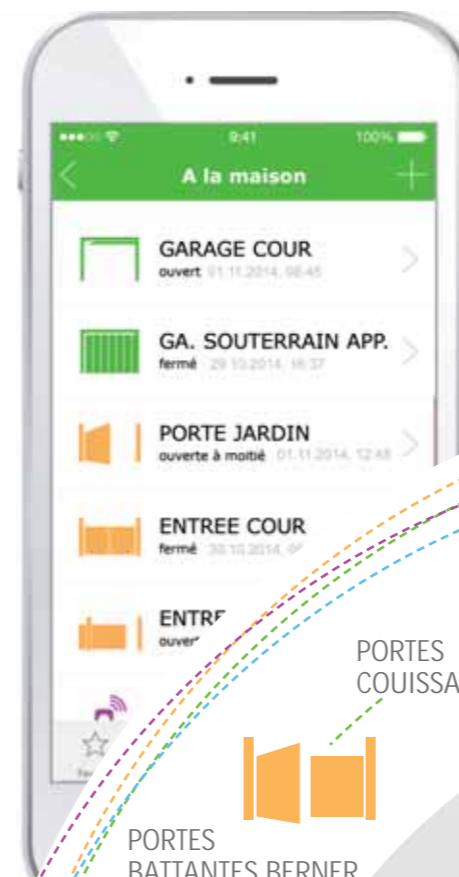 9:41 100%
A la maison
GARAGE COUR
ouvert 01.11.2014, 08:45
GA. SOUTERRAIN APP.
fermé 29.10.2014, 16:37
PORTE JARDIN
ouverte à moitié 01.11.2014, 12:48
ENTREE COUR
fermé 30.10.2014,
ENTRE
ouver
PORTES
COUISSA
PORTES
BATTANTES BERNER